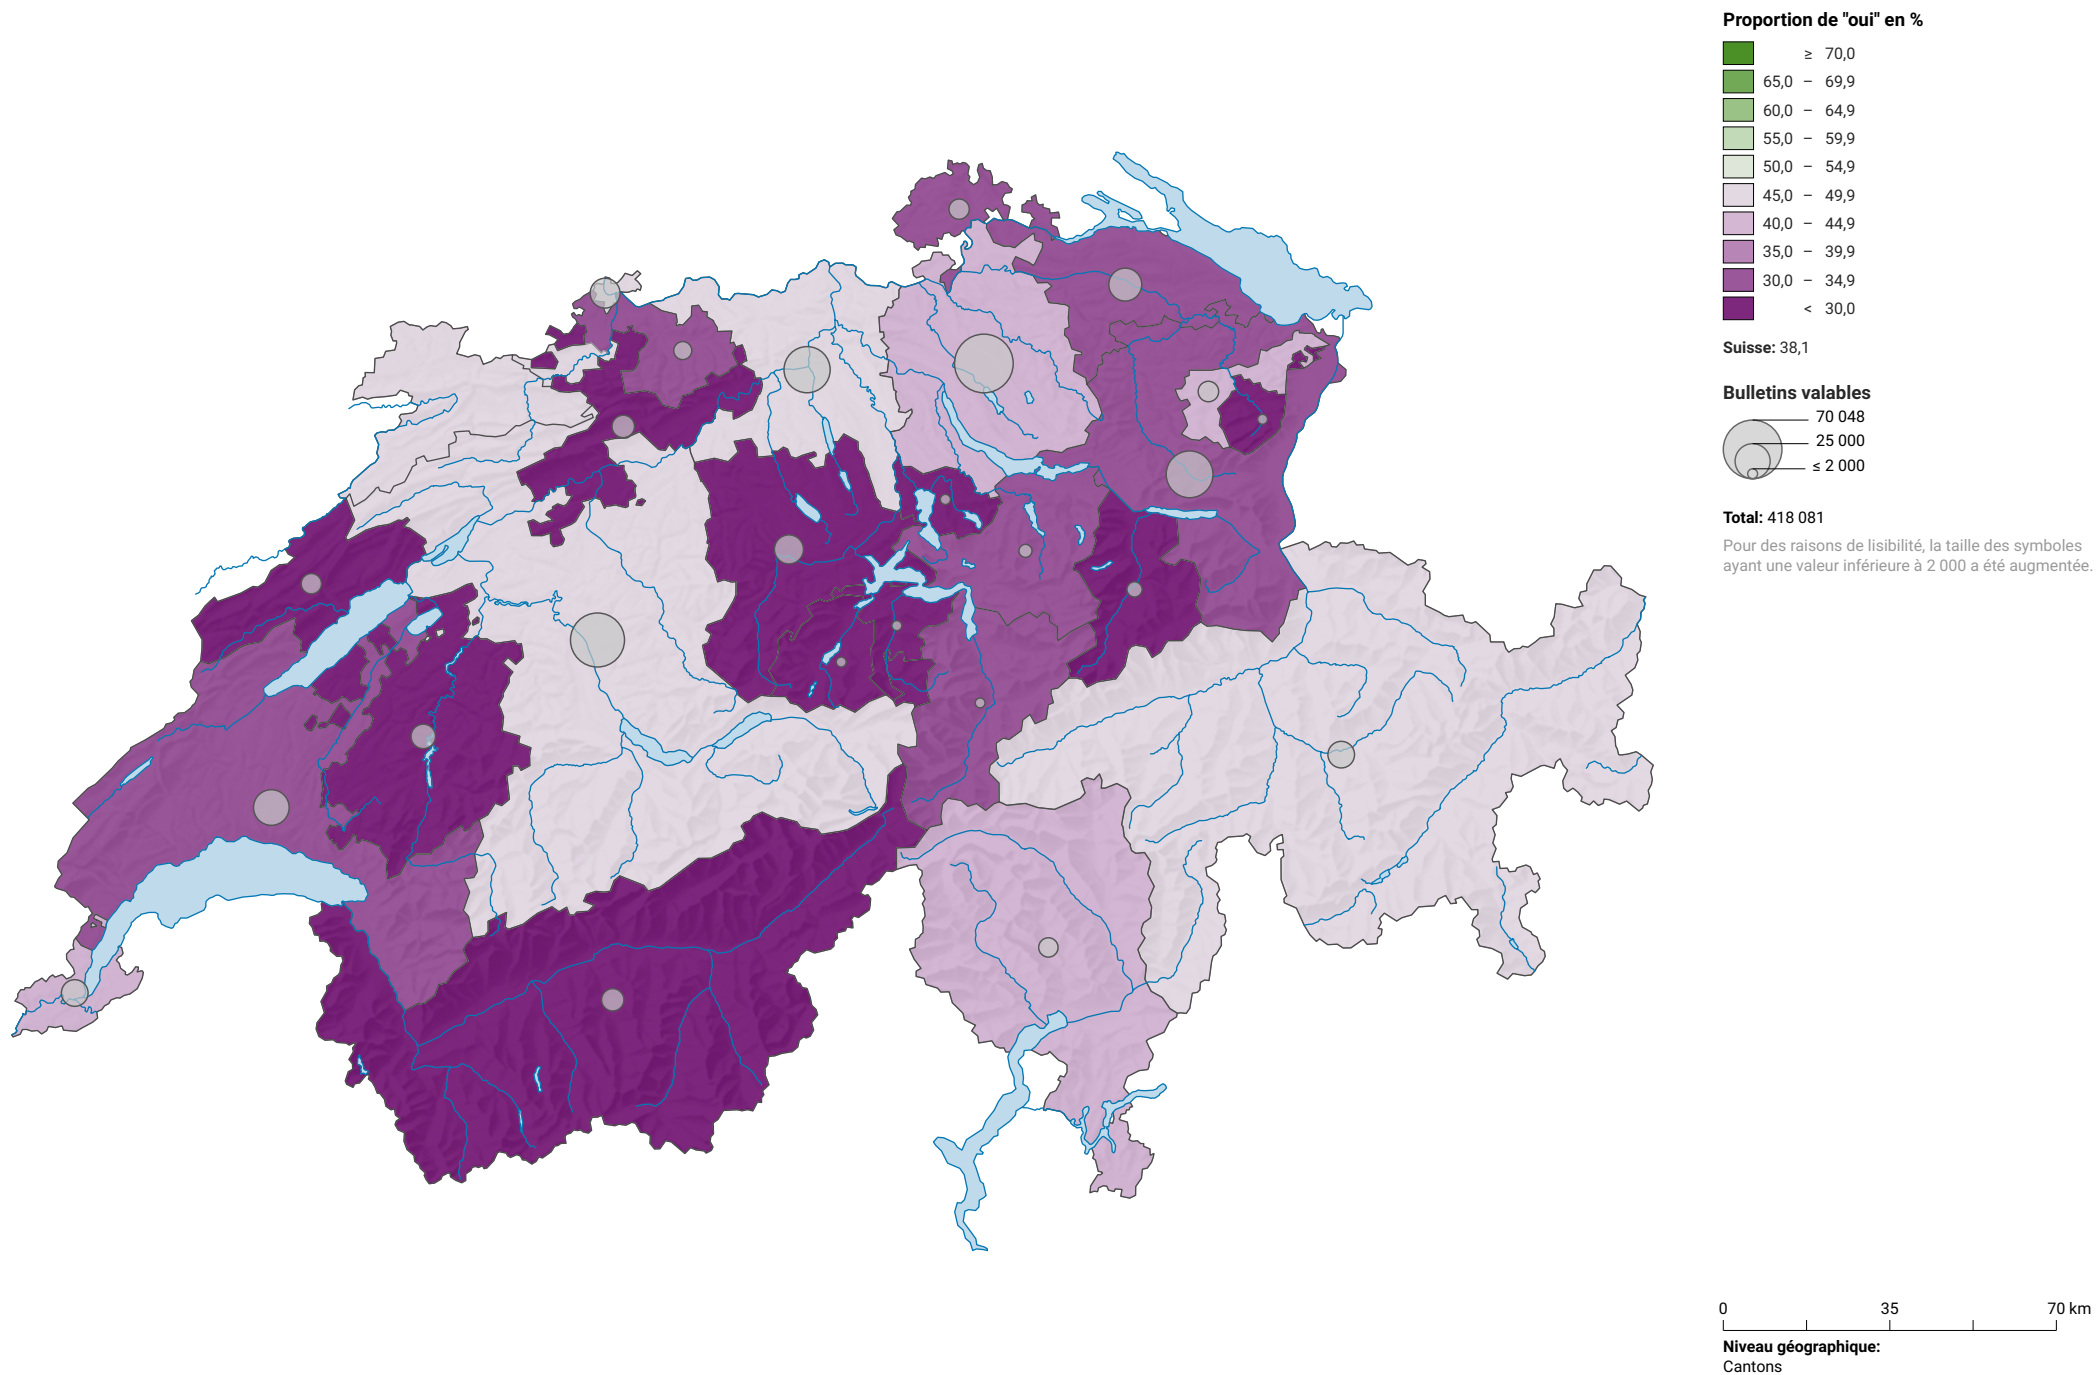 Proportion de "oui" en %
≥ 70,0
65,0 – 69,9
60,0 – 64,9
55,0 – 59,9
50,0 – 54,9
45,0 – 49,9
40,0 – 44,9
35,0 – 39,9
30,0 – 34,9
< 30,0
Suisse: 38,1
Bulletins valables
70 048
25 000
≤ 2 000
Total: 418 081
Pour des raisons de lisibilité, la taille des symboles
ayant une valeur inférieure à 2 000 a été augmentée.
0 35 70 km
Niveau géographique:
Cantons